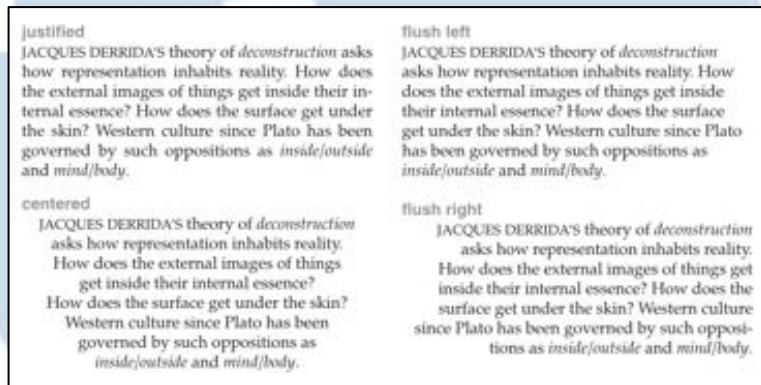 justified
JACQUES DERRIDA'S theory of deconstruction asks
how representation inhabits reality. How does
the external images of things get inside their in-
ternal essence? How does the surface get under
the skin? Western culture since Plato has been
governed by such oppositions as inside/outside
and mind/body.
flush left
JACQUES DERRIDA'S theory of deconstruction
asks how representation inhabits reality. How
does the external images of things get inside
their internal essence? How does the surface
get under the skin? Western culture since Plato
has been governed by such oppositions as
inside/outside and mind/body.
centered
JACQUES DERRIDA'S theory of deconstruction
asks how representation inhabits reality.
How does the external images of things
get inside their internal essence?
How does the surface get under the skin?
Western culture since Plato has been
governed by such oppositions as
inside/outside and mind/body.
flush right
JACQUES DERRIDA'S theory of deconstruction
asks how representation inhabits reality.
How does the external images of things get
inside their internal essence? How does the
surface get under the skin? Western culture
since Plato has been governed by such opposi-
tions as inside/outside and mind/body.